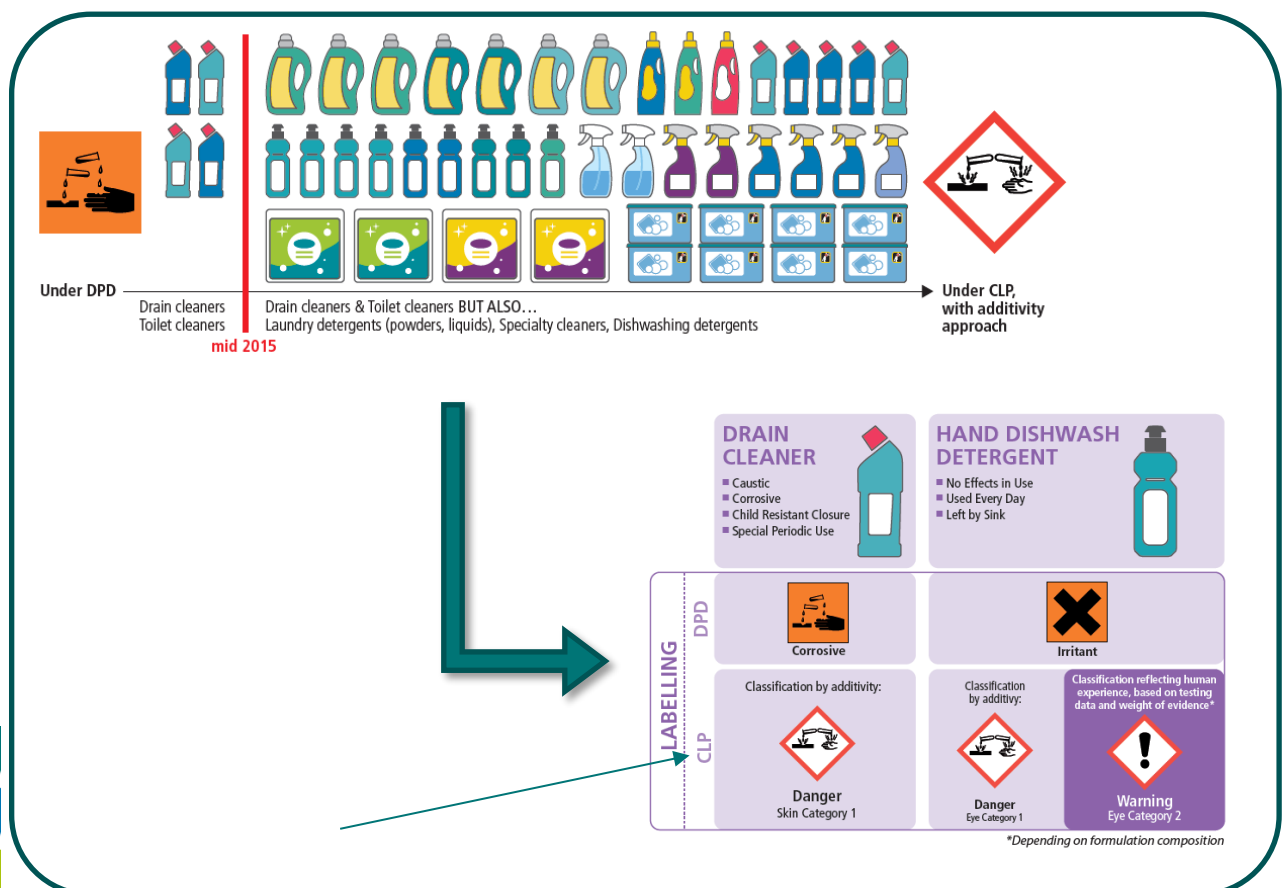 Under DPD
Drain cleaners
Toilet cleaners
mid 2015
Drain cleaners & Toilet cleaners BUT ALSO...
Laundry detergents (powders, liquids), Specialty cleaners, Dishwashing detergents
Under CLP,
with additivity
approach
DRAIN
CLEANER
Caustic
Corrosive
Child Resistant Closure
Special Periodic Use
HAND DISHWASH
DETERGENT
No Effects in Use
Used Every Day
Left by Sink
LABELLING
DPD
Corrosive
Irritant
CLP
Classification by additivity:
Danger
Skin Category 1
Classification
by additivy:
Danger
Eye Category 1
Classification reflecting human
experience, based on testing
data and weight of evidence*
Warning
Eye Category 2
*Depending on formulation composition